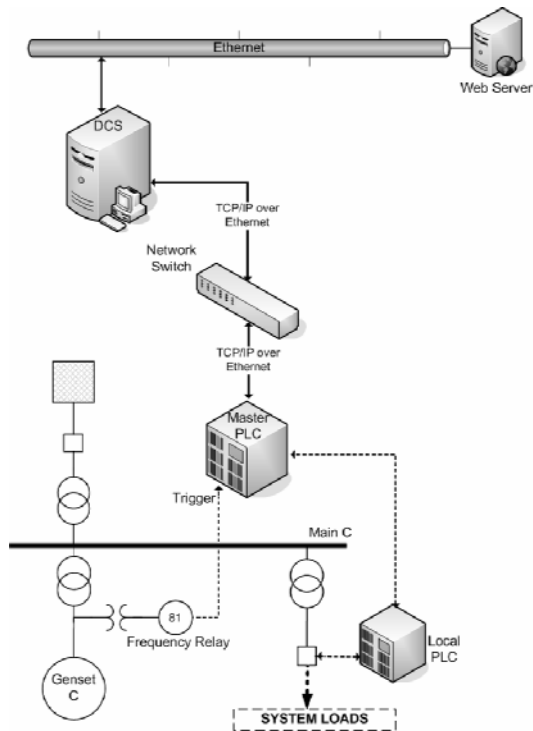 Ethernet
Web Server
DCS
TCP/IP over
Ethernet
Network
Switch
TCP/IP over
Ethernet
Master
PLC
Trigger
Main C
81
Frequency Relay
Local
PLC
Genset
C
SYSTEM LOADS